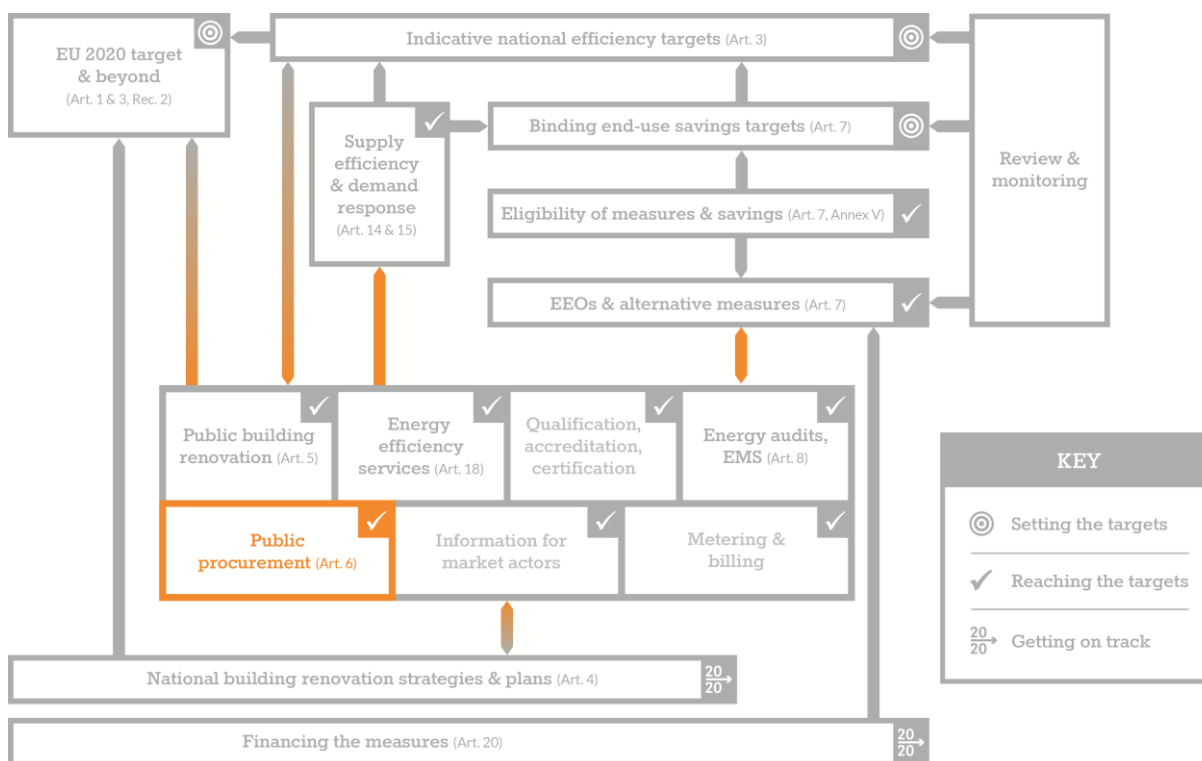 EU 2020 target
& beyond
(Art. 1 & 3, Rec. 2)
Indicative national efficiency targets (Art. 3)
Supply
efficiency
& demand
response
(Art. 14 & 15)
Binding end-use savings targets (Art. 7)
Eligibility of measures & savings (Art. 7, Annex V)
EEOs & alternative measures (Art. 7)
Review &
monitoring
Public building
renovation (Art. 5)
Energy
efficiency
services (Art. 18)
Qualification,
accreditation,
certification
Energy audits,
EMS (Art. 8)
Public
procurement (Art. 6)
Information for
market actors
Metering &
billing
National building renovation strategies & plans (Art. 4)
20
20
Financing the measures (Art. 20)
20
20
KEY
Setting the targets
Reaching the targets
20
20
Getting on track